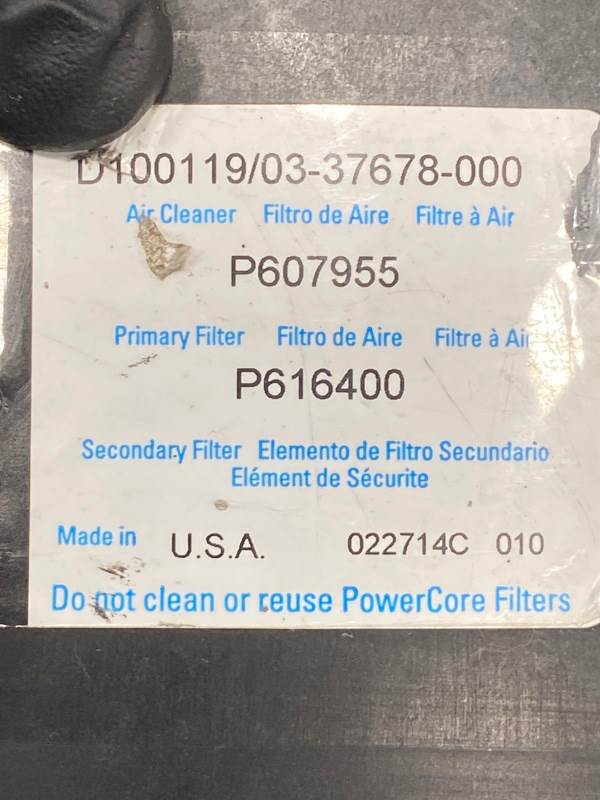 D100119/03-37678-000
Air Cleaner Filtro de Aire Filtre à Air
P607955
Primary Filter Filtro de Aire Filtre à Air
P616400
Secondary Filter Elemento de Filtro Secundario
Elément de Sécurite
Made in U.S.A. 022714C 010
Do not clean or reuse PowerCore Filters